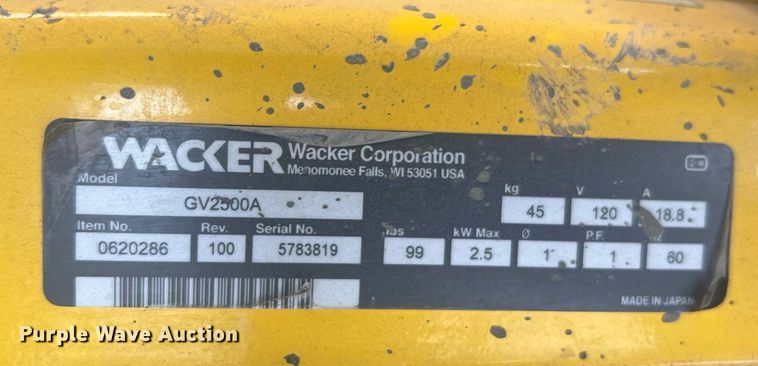 WACKER Wacker Corporation
Menomonee Falls, WI 53051 USA
Model
GV2500A
kg V A
45 120 18.8
Item No. Rev. Serial No.
0620286 100 5783819
lbs kW Max Ø P.F. Hz
99 2.5 1 1 60
MADE IN JAPAN
Purple Wave Auction